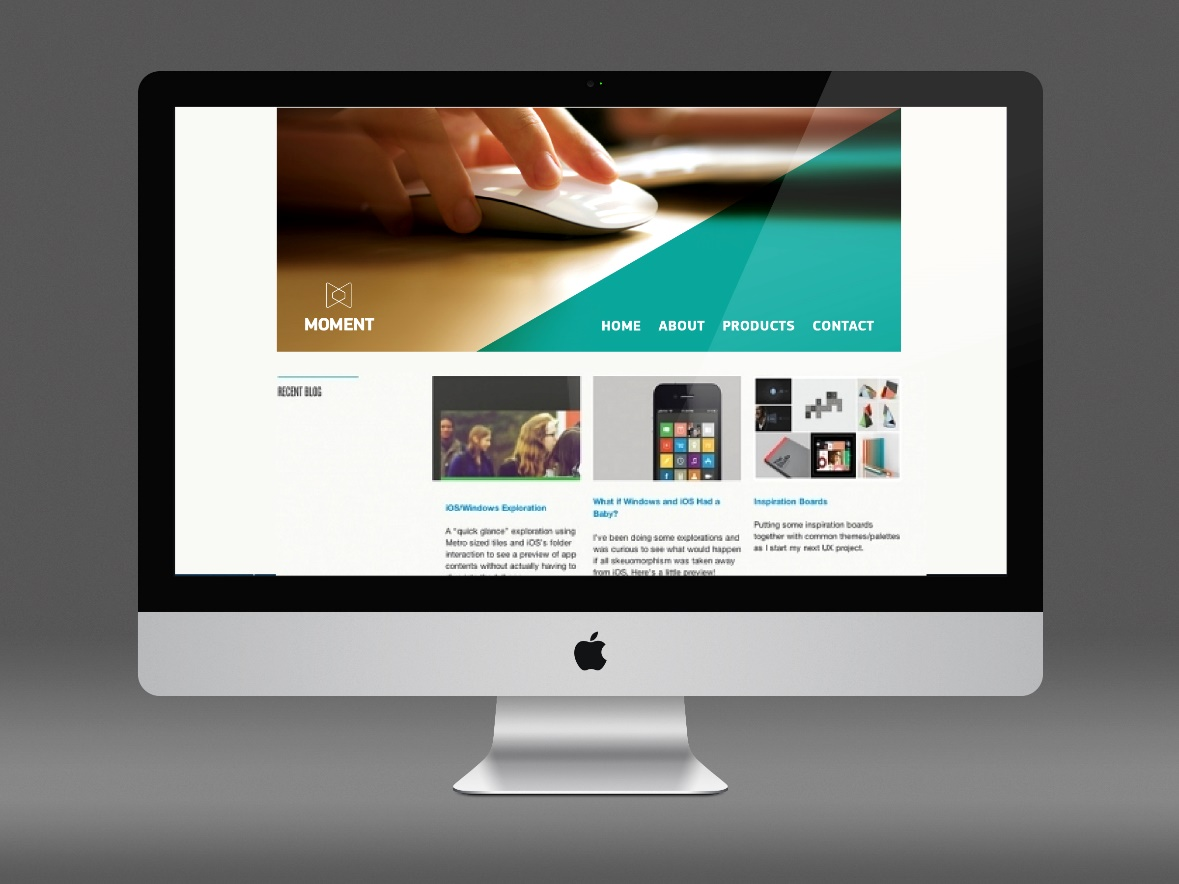 MOMENT
HOME ABOUT PRODUCTS CONTACT
RECENT BLOG
iOS/Windows Exploration
A "quick glance" exploration using
Metro sized tiles and iOS's folder
interaction to see a preview of app
contents without actually having to
What if Windows and iOS Had a
Baby?
I've been doing some explorations and
was curious to see what would happen
if all skeuomorphism was taken away
from iOS. Here's a little preview!
Inspiration Boards
Putting some inspiration boards
together with common themes/palettes
as I start my next UX project.